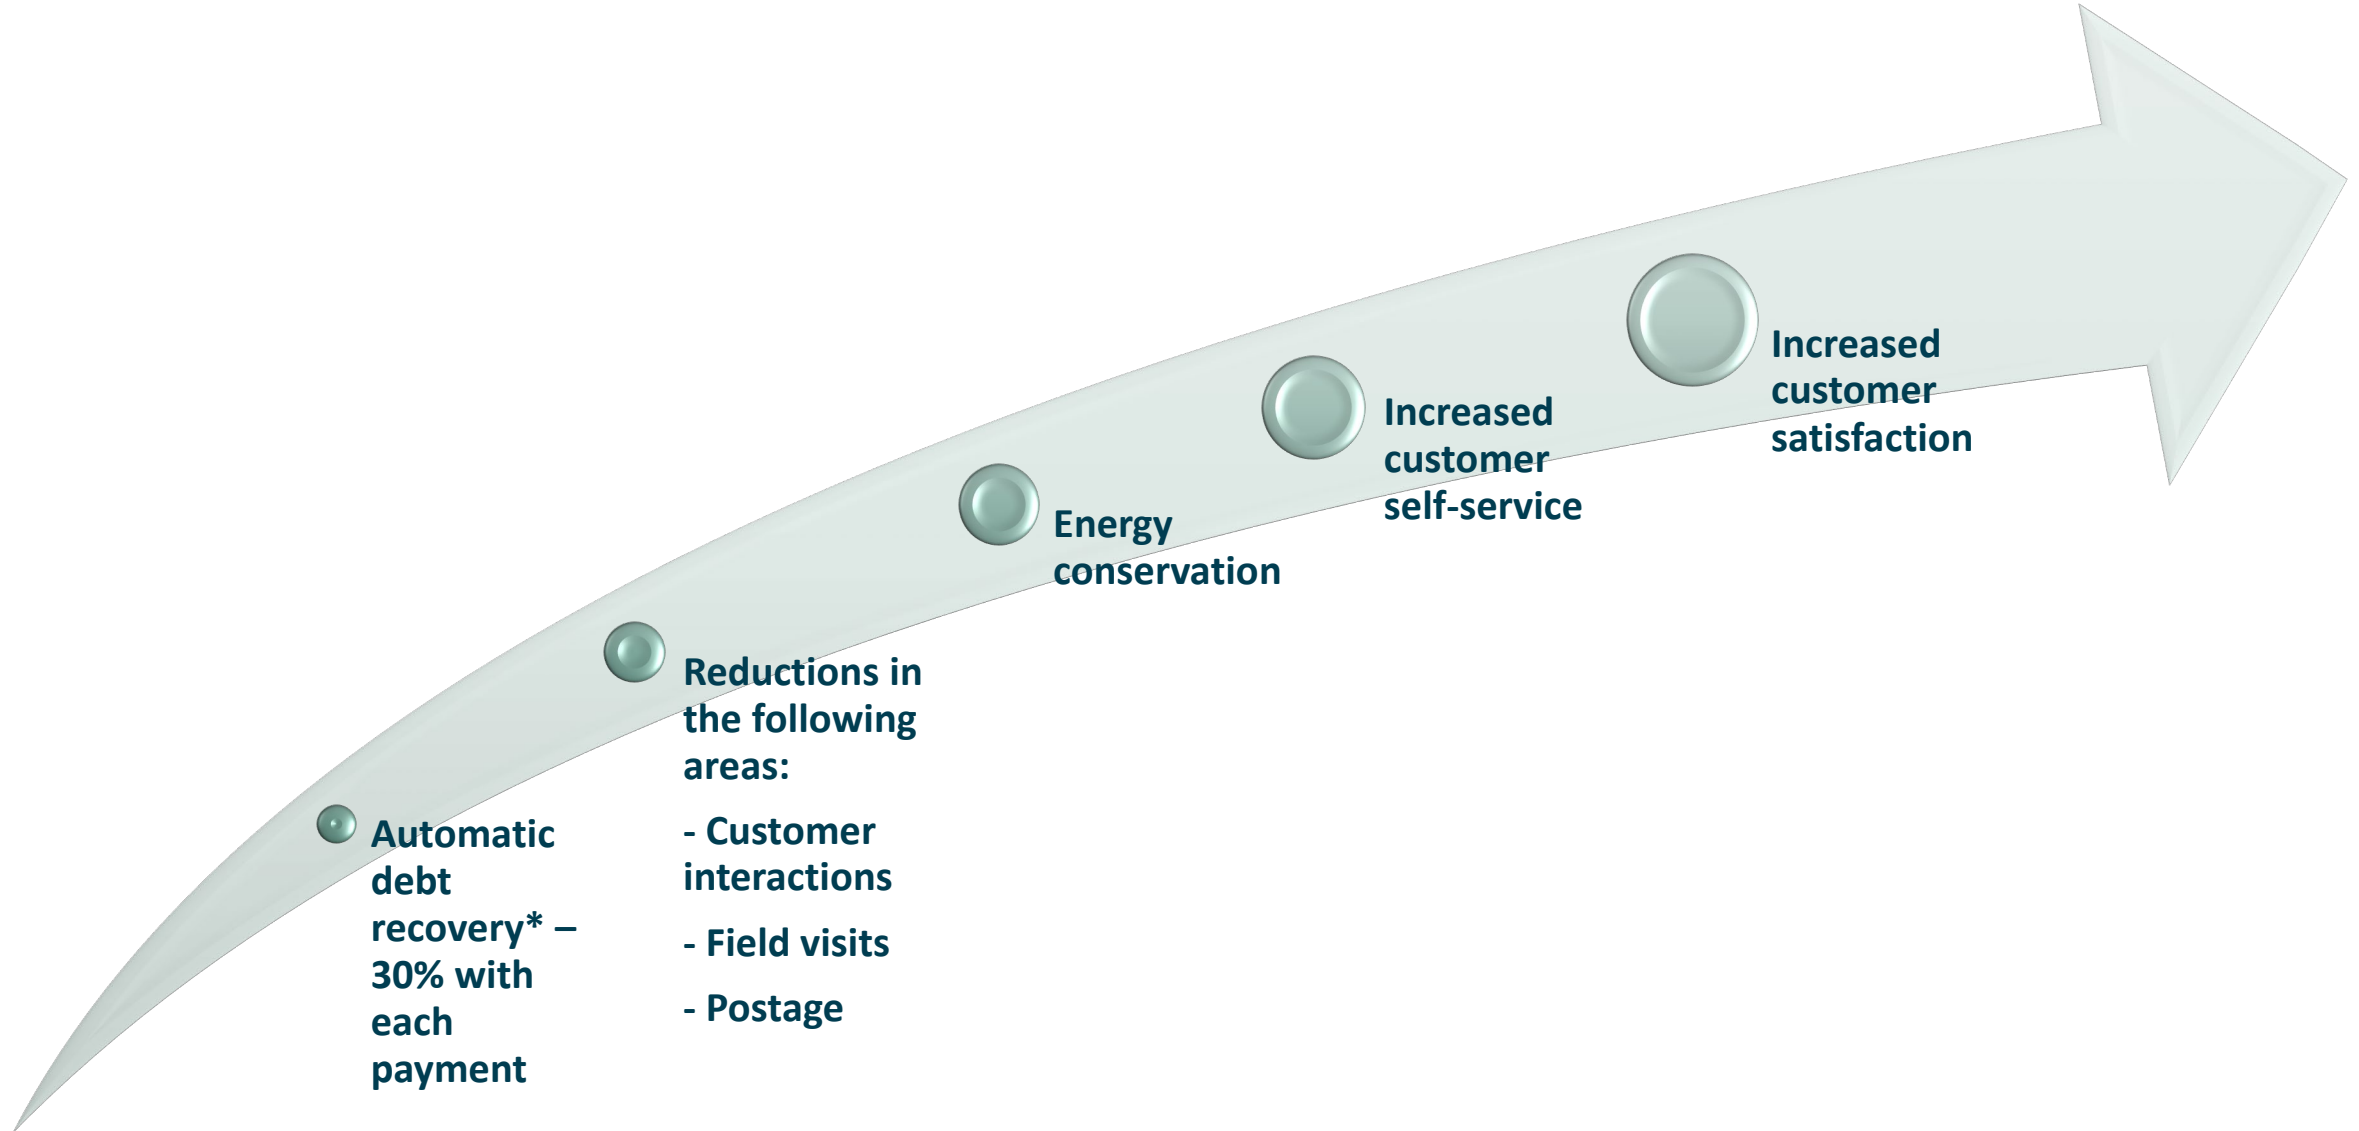 Automatic
debt
recovery* –
30% with
each
payment
Reductions in
the following
areas:
- Customer
interactions
- Field visits
- Postage
Energy
conservation
Increased
customer
self-service
Increased
customer
satisfaction